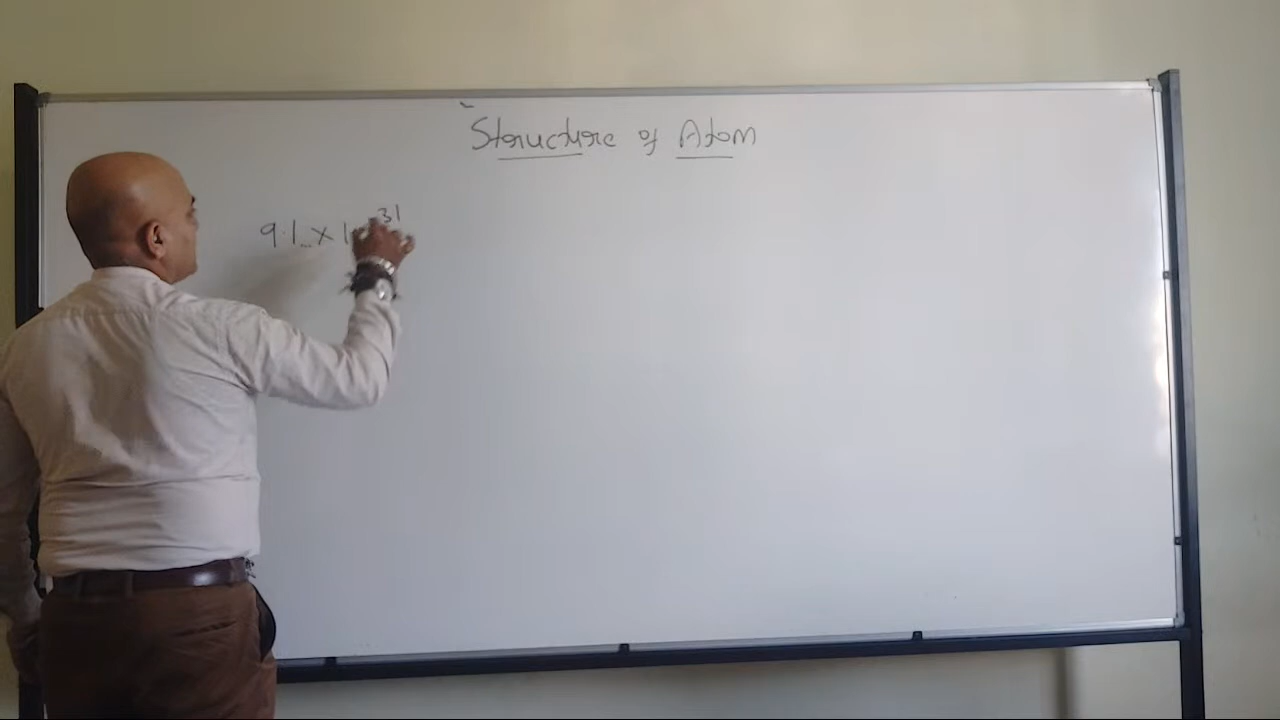 Structure of Atom
9.1 x 10⁻³¹